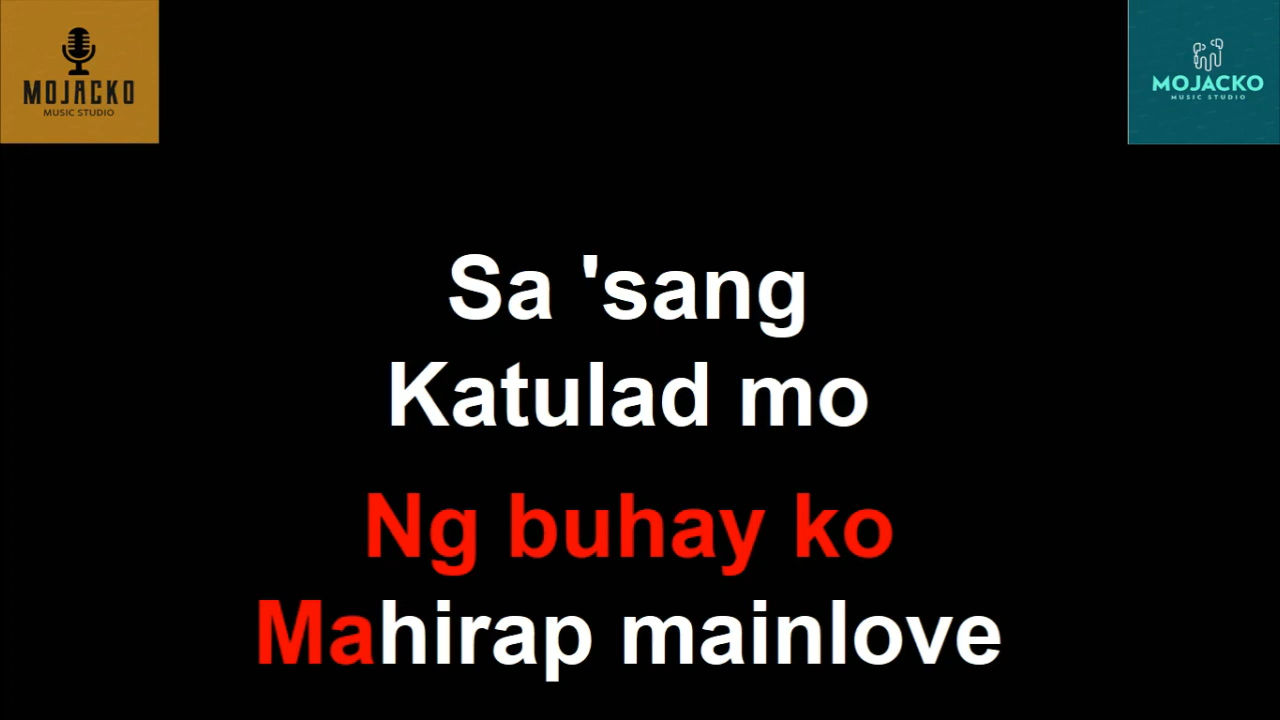 MOJACKO
MUSIC STUDIO
MOJACKO
MUSIC STUDIO
Sa 'sang
Katulad mo
Ng buhay ko
Mahirap mainlove